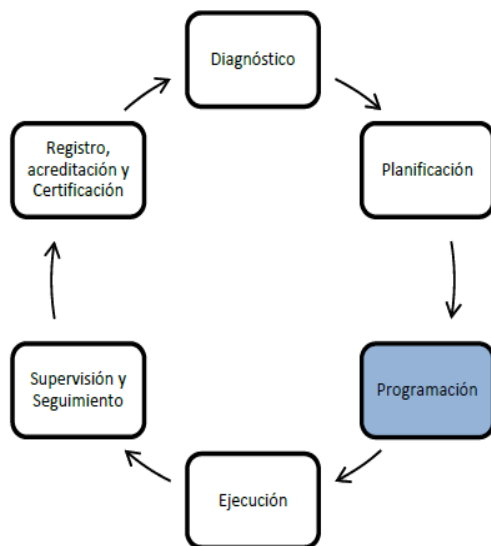 Diagnóstico
Planificación
Programación
Ejecución
Supervisión y
Seguimiento
Registro,
acreditación y
Certificación